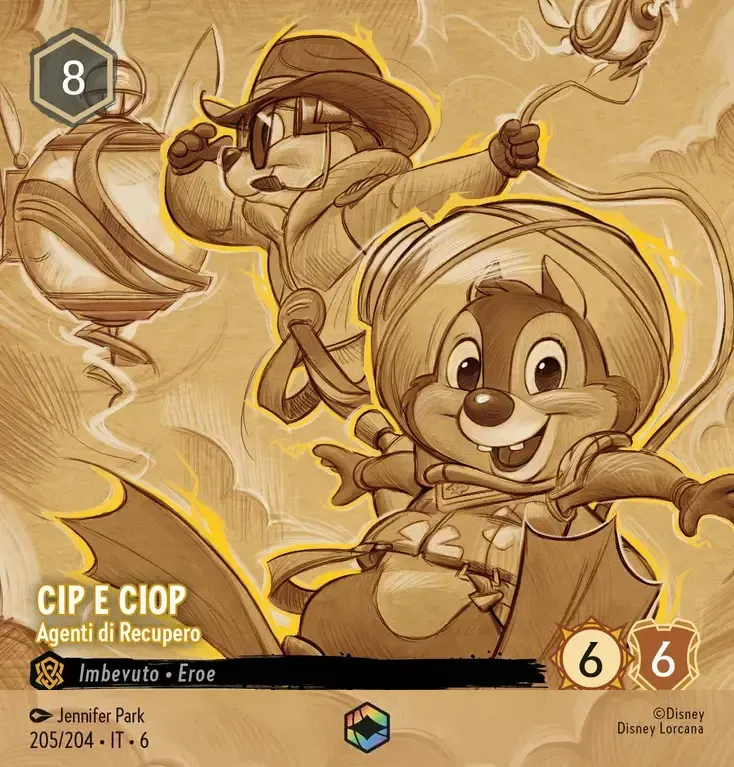 8
CIP E CIOP
Agenti di Recupero
Imbevuto • Eroe
6 6
Jennifer Park
©Disney
205/204 • IT • 6
Disney Lorcana